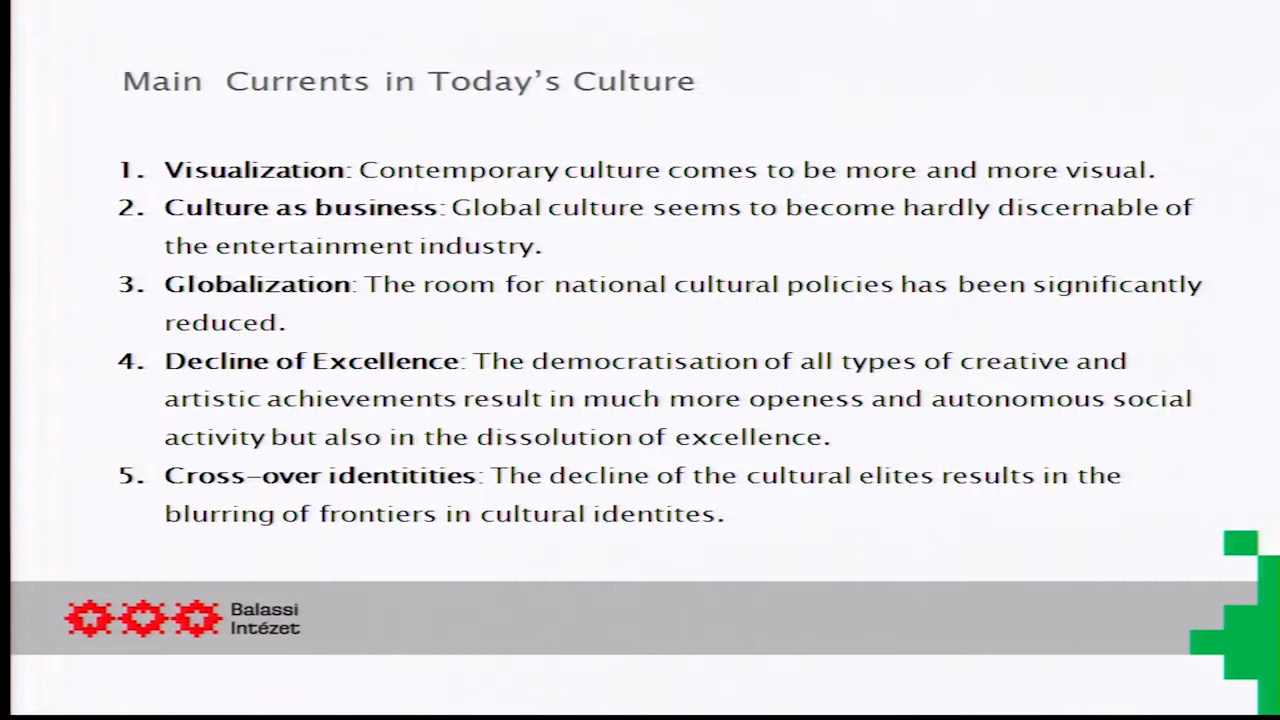 Main Currents in Today's Culture
1. Visualization: Contemporary culture comes to be more and more visual.
2. Culture as business: Global culture seems to become hardly discernable of
the entertainment industry.
3. Globalization: The room for national cultural policies has been significantly
reduced.
4. Decline of Excellence: The democratisation of all types of creative and
artistic achievements result in much more openess and autonomous social
activity but also in the dissolution of excellence.
5. Cross-over identitities: The decline of the cultural elites results in the
blurring of frontiers in cultural identites.
Balassi
Intézet